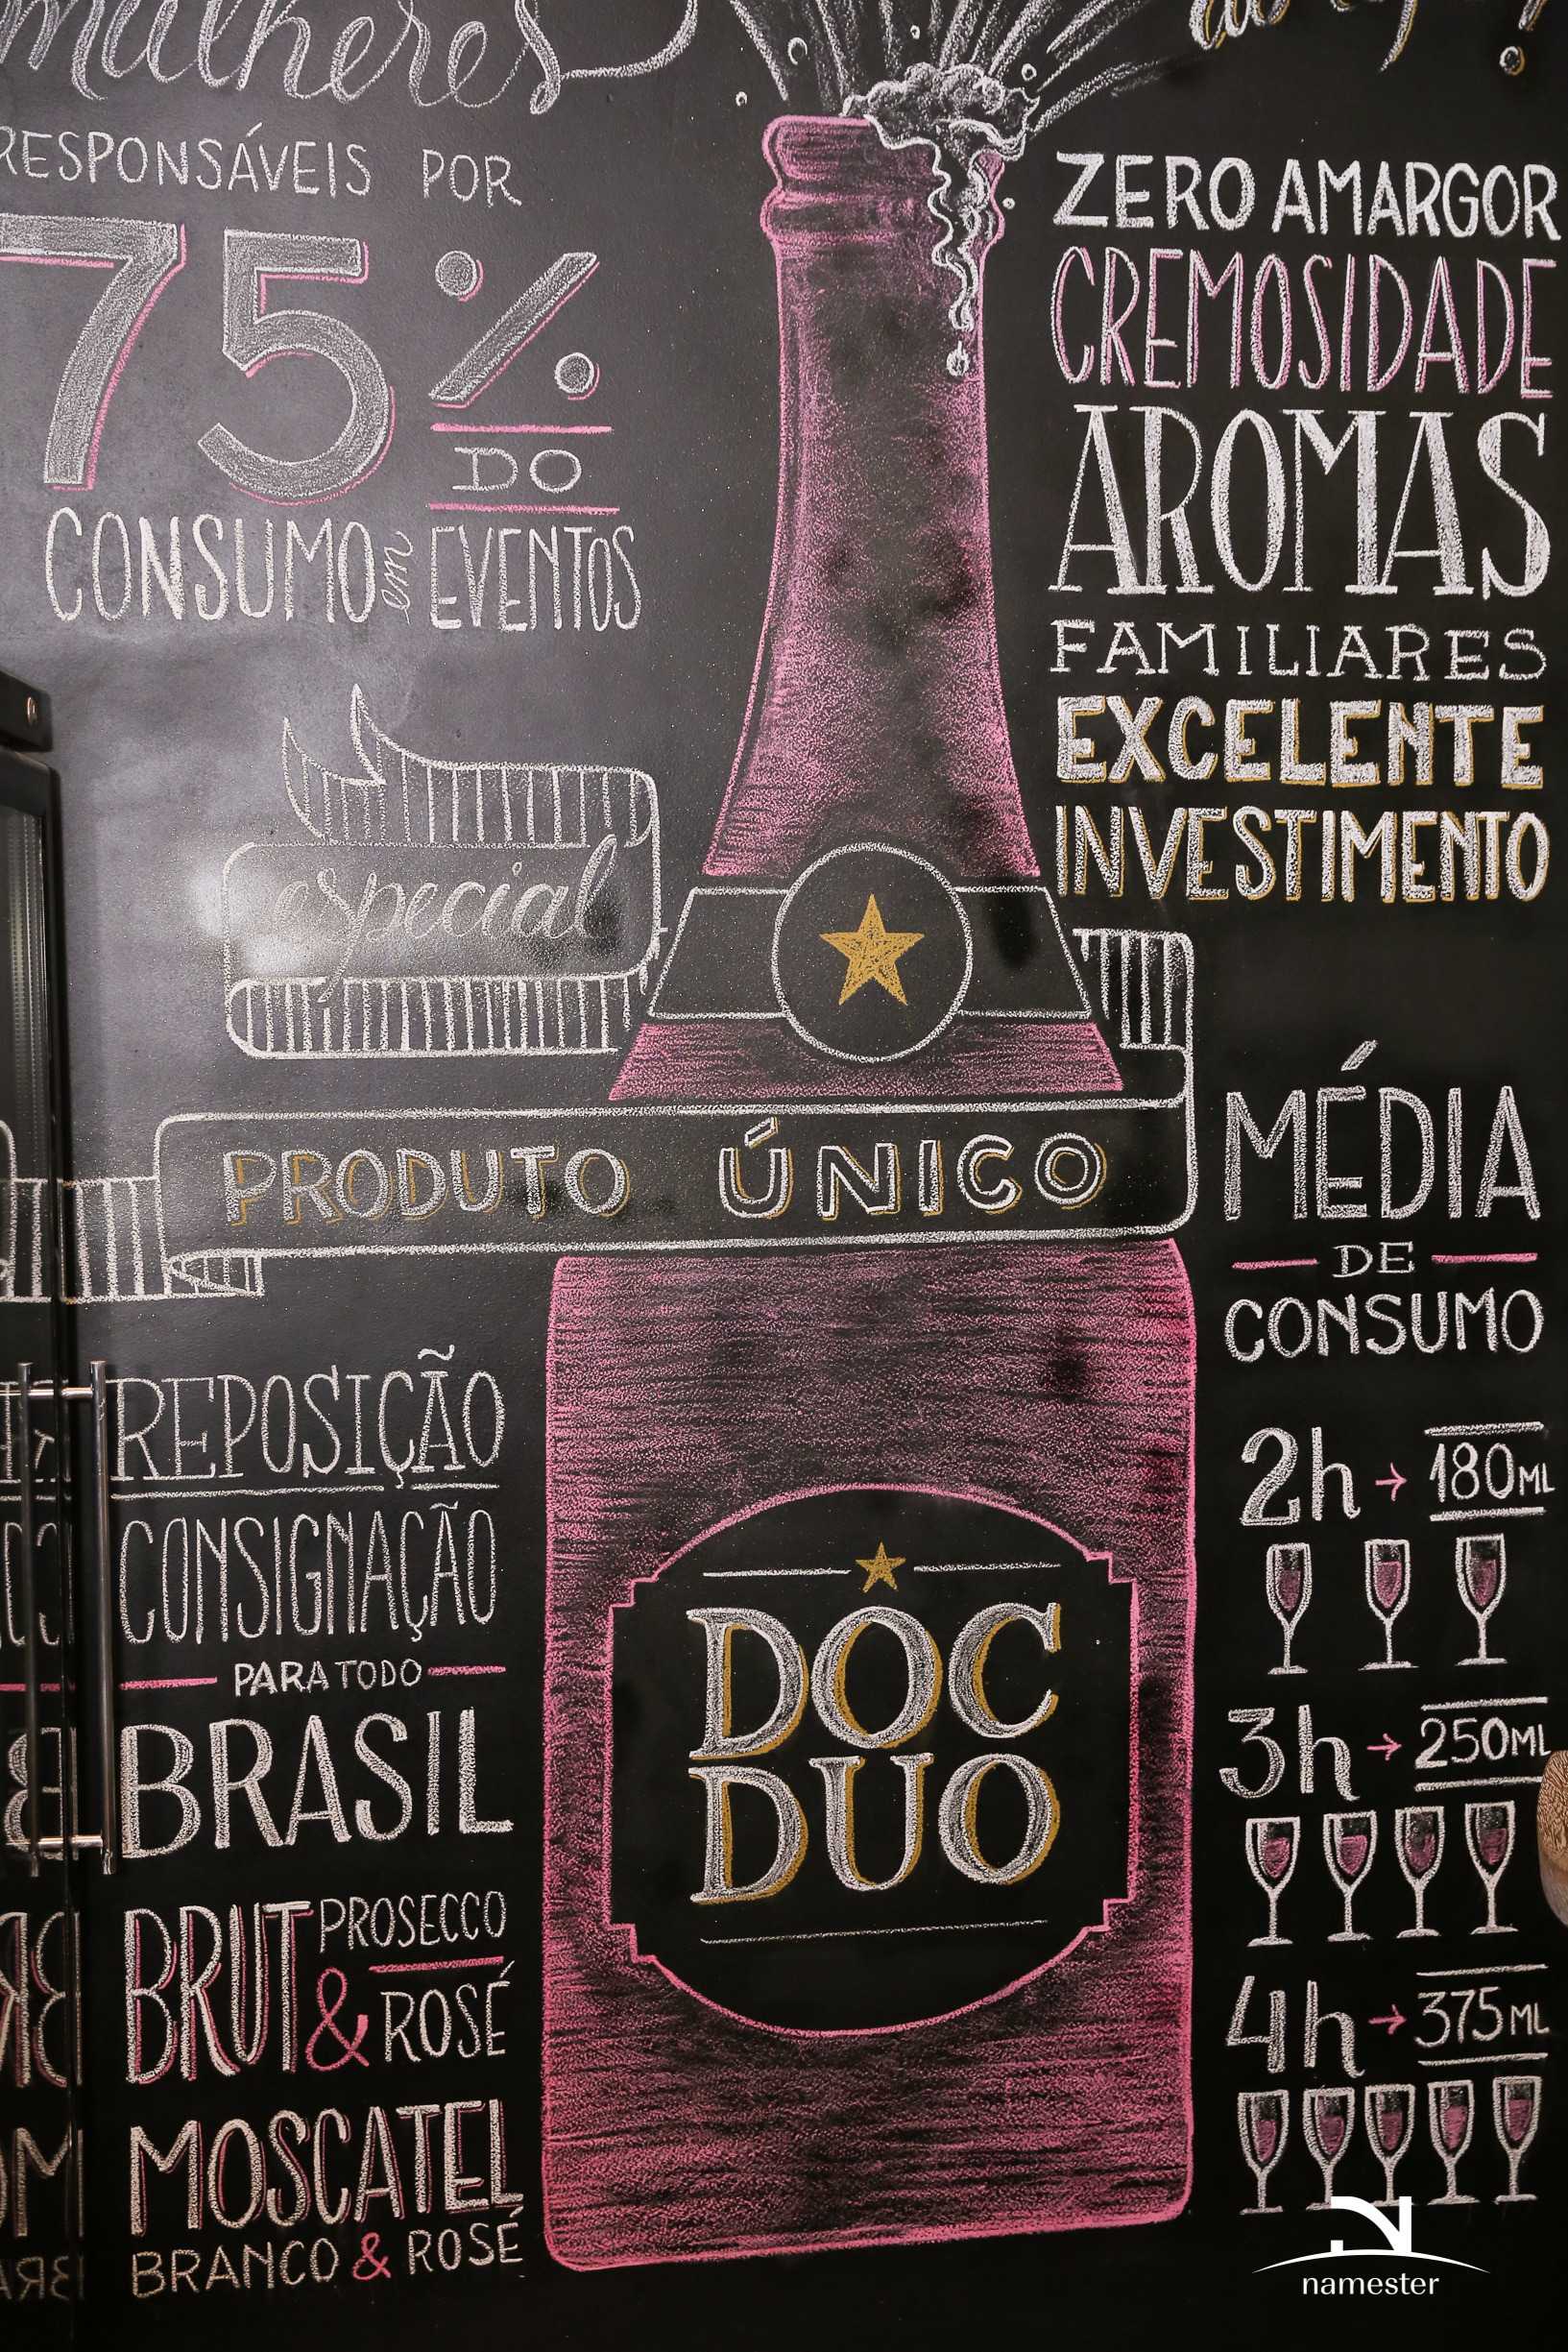 mulheres
RESPONSÁVEIS POR
75%
DO
CONSUMO em EVENTOS
ZERO AMARGOR
CREMOSIDADE
AROMAS
FAMILIARES
EXCELENTE
INVESTIMENTO
especial
PRODUTO ÚNICO
REPOSIÇÃO
CONSIGNAÇÃO
PARA TODO
BRASIL
BRUT PROSECCO
& ROSÉ
MOSCATEL
BRANCO & ROSÉ
DOC
DUO
MÉDIA
DE
CONSUMO
2h → 180ML
3h → 250ML
4h → 375ML
namester